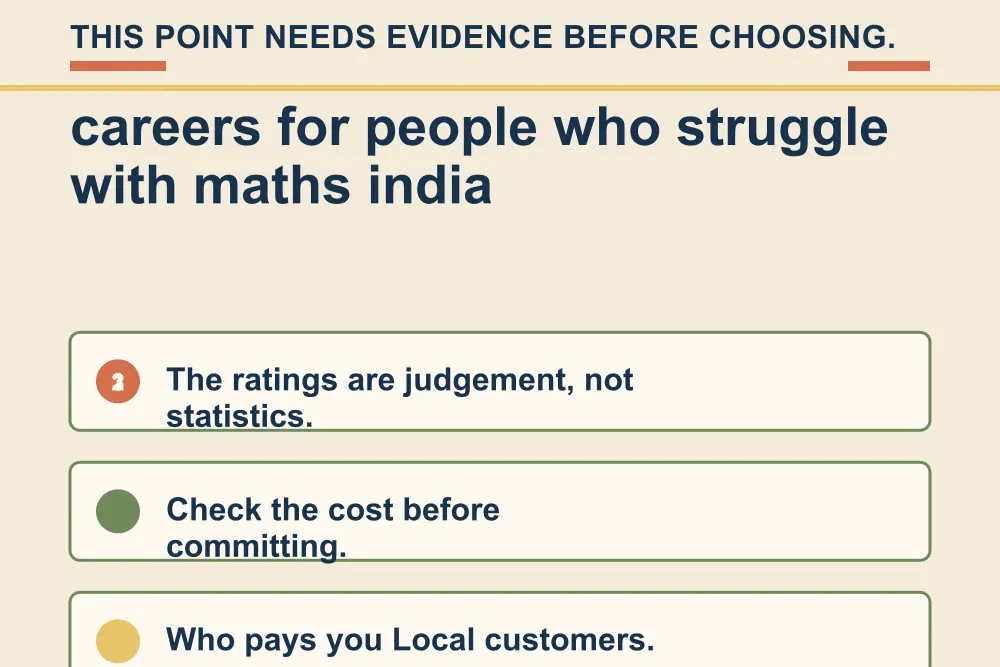 THIS POINT NEEDS EVIDENCE BEFORE CHOOSING.
careers for people who struggle
with maths india
The ratings are judgement, not
statistics.
Check the cost before
committing.
Who pays you Local customers.